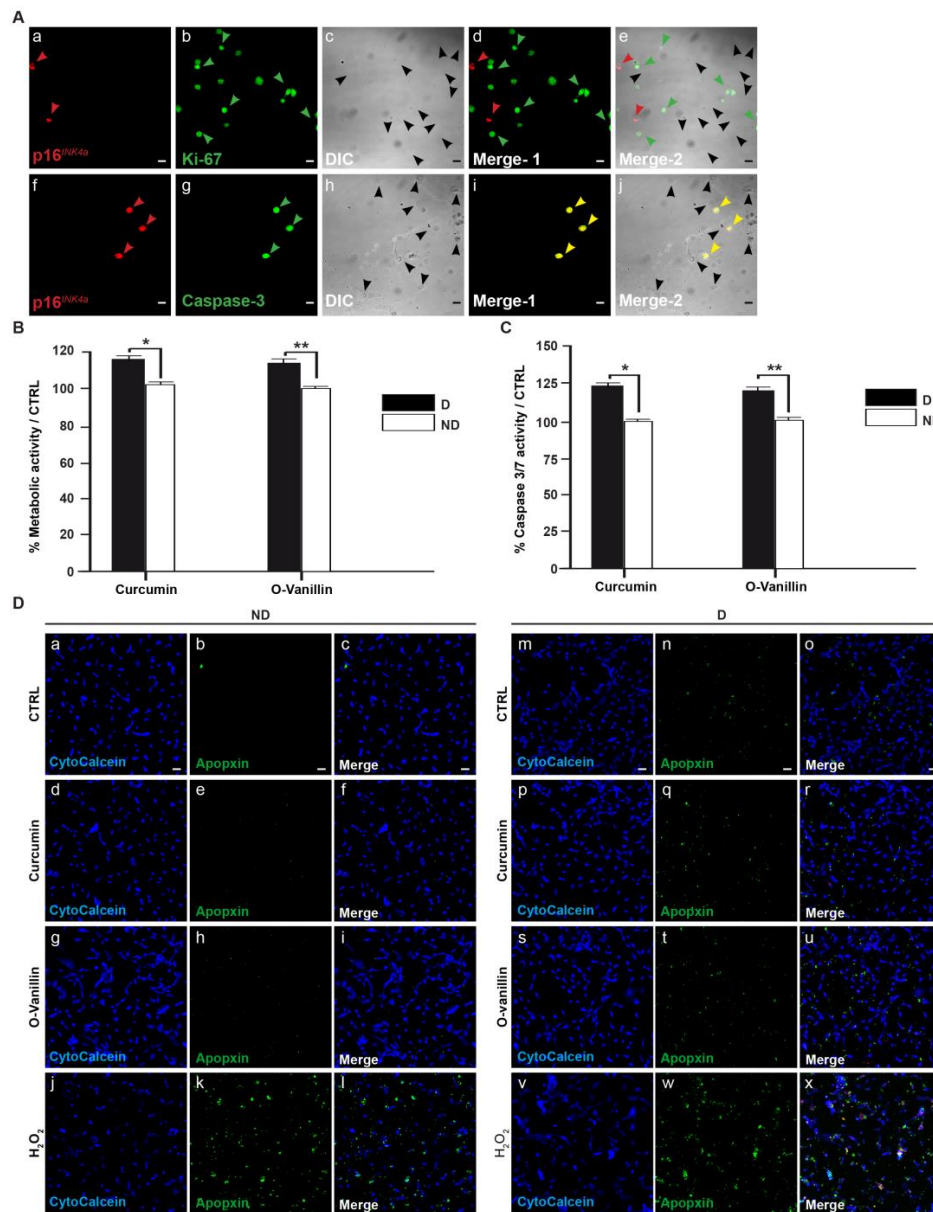 A
a b c d e
p16INK4a Ki-67 DIC Merge- 1 Merge-2
f g h i j
p16INK4a Caspase-3 DIC Merge-1 Merge-2
B
% Metabolic activity / CTRL
120
100
80
60
40
20
0
* **
D
ND
Curcumin O-Vanillin
C
% Caspase 3/7 activity / CTRL
150
125
100
75
50
25
0
* **
D
Curcumin O-Vanillin
D
ND
CTRL
a b c
CytoCalcein Apopxin Merge
Curcumin
d e f
CytoCalcein Apopxin Merge
O-Vanillin
g h i
CytoCalcein Apopxin Merge
H2O2
j k l
CytoCalcein Apopxin Merge
D
CTRL
m n o
CytoCalcein Apopxin Merge
Curcumin
p q r
CytoCalcein Apopxin Merge
O-vanillin
s t u
CytoCalcein Apopxin Merge
H2O2
v w x
CytoCalcein Apopxin Merge